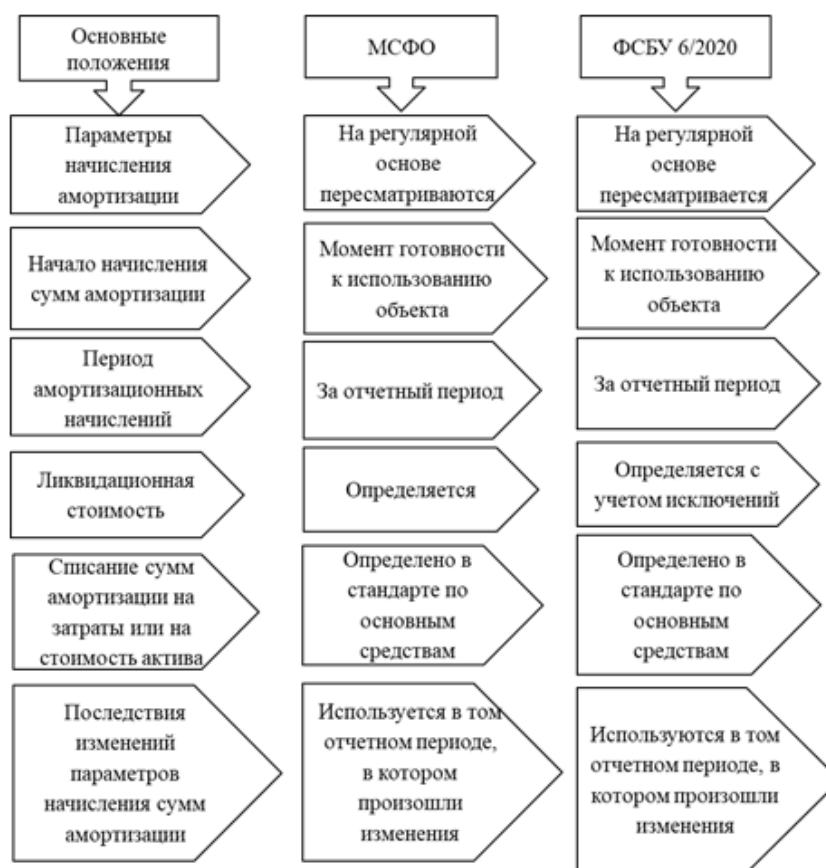 Основные
положения
МСФО
ФСБУ 6/2020
Параметры
начисления
амортизации
На регулярной
основе
пересматриваются
На регулярной
основе
пересматривается
Начало начисления
сумм амортизации
Момент готовности
к использованию
объекта
Момент готовности
к использованию
объекта
Период
амортизационных
начислений
За отчетный период
За отчетный период
Ликвидационная
стоимость
Определяется
Определяется с
учетом исключений
Списание сумм
амортизации на
затраты или на
стоимость актива
Определено в
стандарте по
основным
средствам
Определено в
стандарте по
основным
средствам
Последствия
изменений
параметров
начисления сумм
амортизации
Используется в том
отчетном периоде,
в котором
произошли
изменения
Используются в том
отчетном периоде, в
котором произошли
изменения